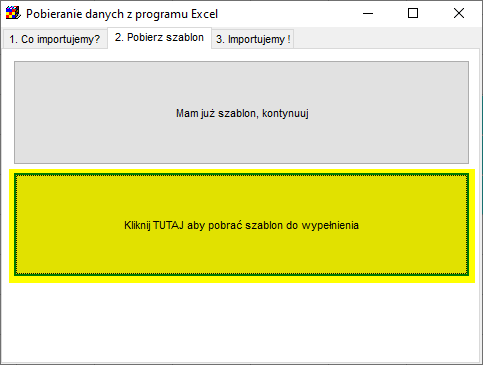 Pobieranie danych z programu Excel
1. Co importujemy? 2. Pobierz szablon 3. Importujemy !
Mam już szablon, kontynuuj
Kliknij TUTAJ aby pobrać szablon do wypełnienia